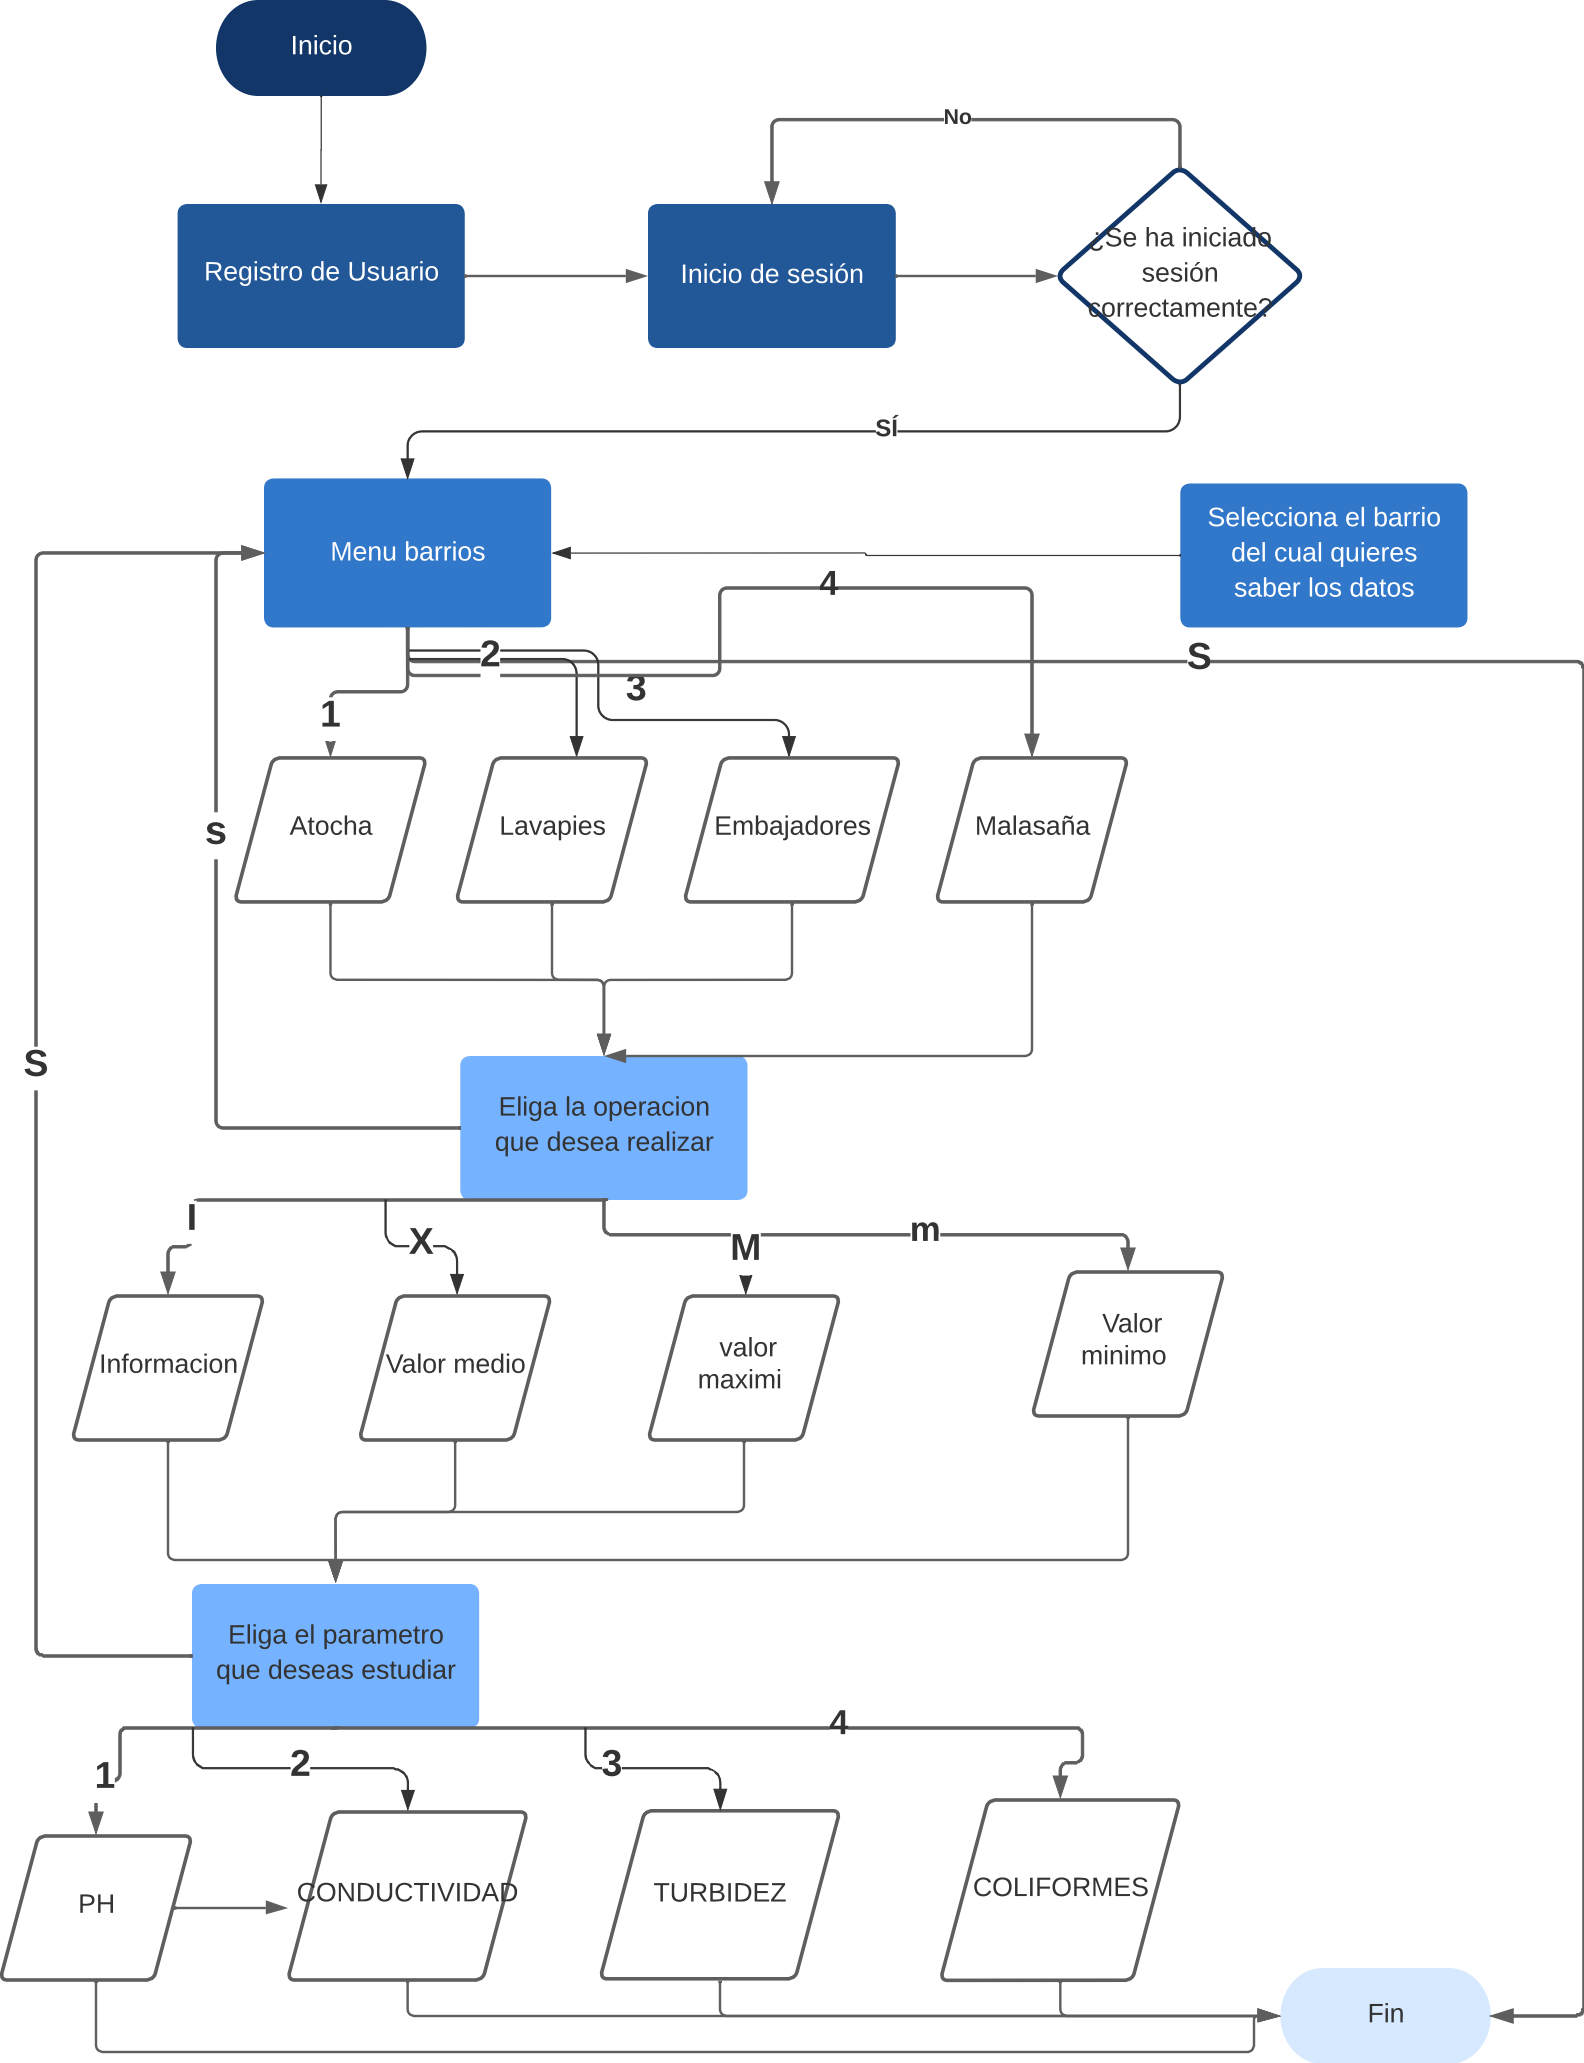 Inicio
No
Registro de Usuario
Inicio de sesión
¿Se ha iniciado
sesión
correctamente?
SÍ
Menu barrios
Selecciona el barrio
del cual quieres
saber los datos
4
2
S
3
1
s
Atocha
Lavapies
Embajadores
Malasaña
S
Eliga la operacion
que desea realizar
I
X
M
m
Informacion
Valor medio
valor
maximi
Valor
minimo
Eliga el parametro
que deseas estudiar
4
1
2
3
PH
CONDUCTIVIDAD
TURBIDEZ
COLIFORMES
Fin